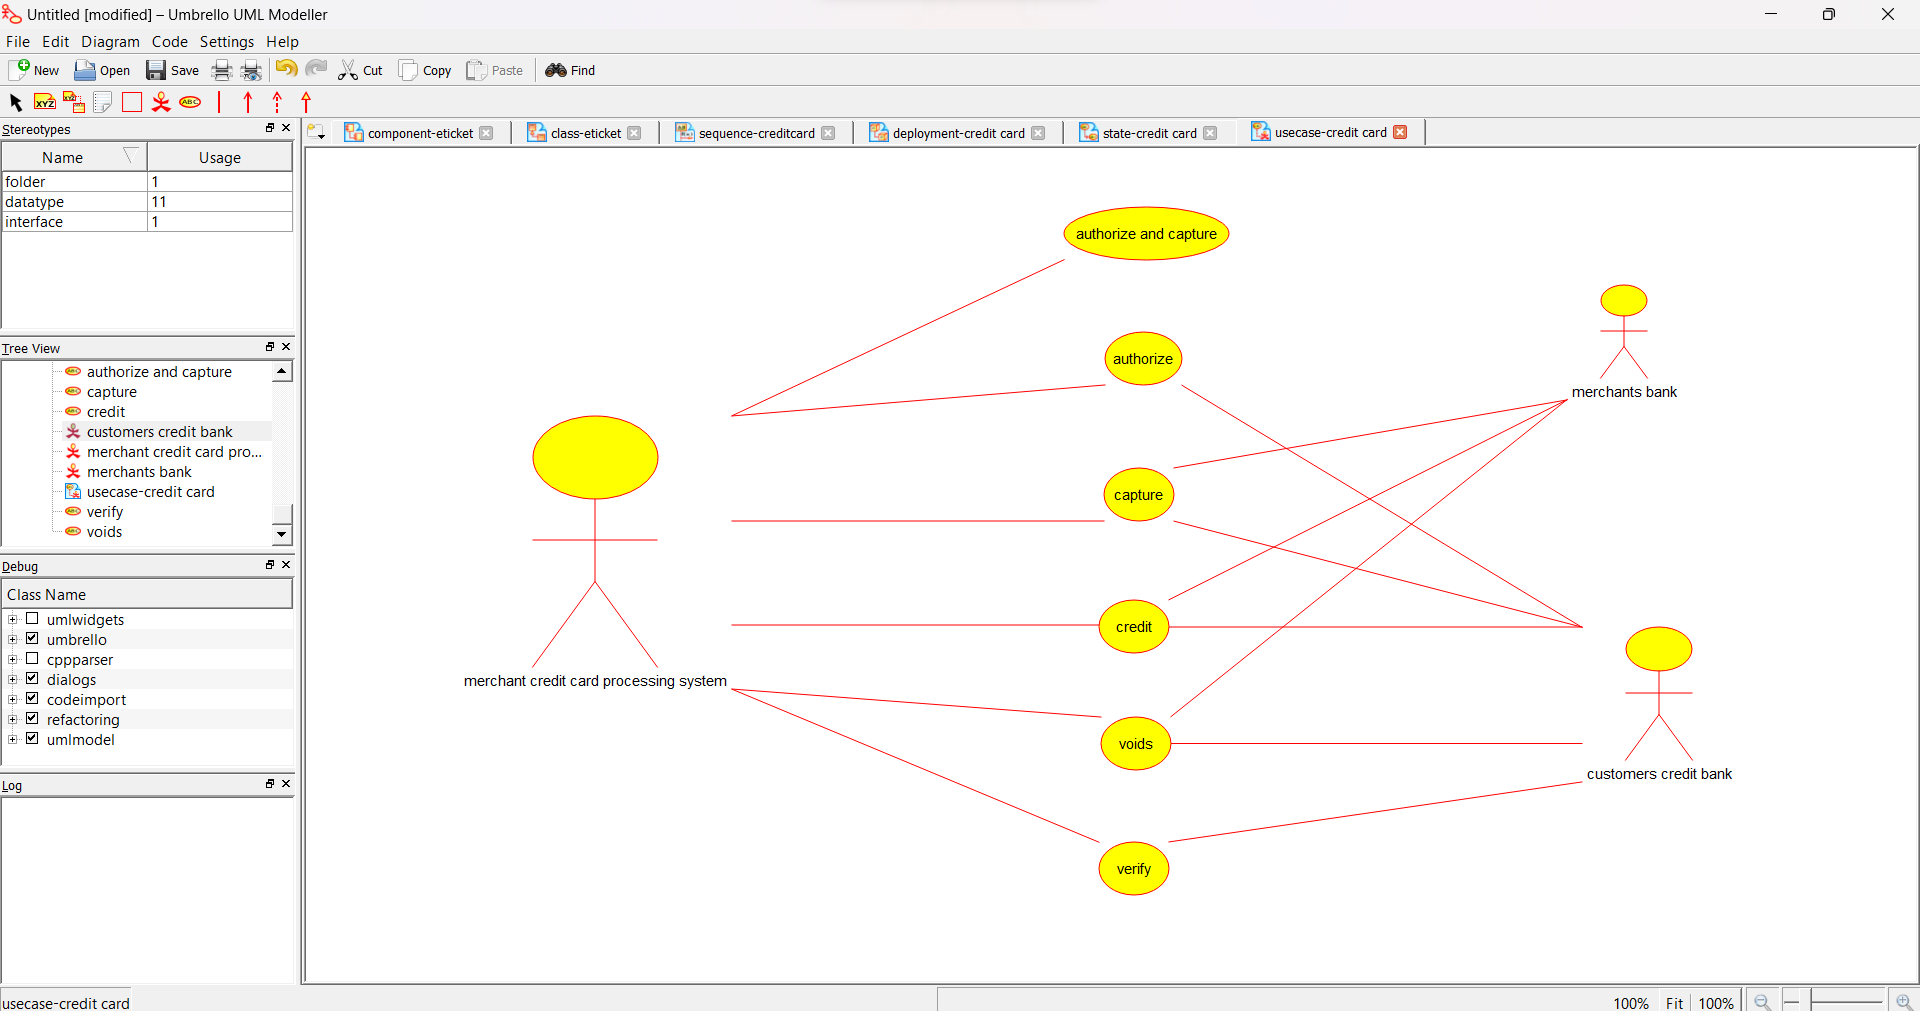 Untitled [modified] – Umbrello UML Modeller
File Edit Diagram Code Settings Help
New Open Save Cut Copy Paste Find
XYZ XYZ ABC
Stereotypes
component-eticket class-eticket sequence-creditcard deployment-credit card state-credit card usecase-credit card
Name Usage
folder 1
datatype 11
interface 1
Tree View
authorize and capture
capture
credit
customers credit bank
merchant credit card pro...
merchants bank
usecase-credit card
verify
voids
Debug
Class Name
umlwidgets
umbrello
cppparser
dialogs
codeimport
refactoring
umlmodel
Log
authorize and capture
authorize
merchants bank
capture
credit
merchant credit card processing system
voids
customers credit bank
verify
usecase-credit card
100% Fit 100%